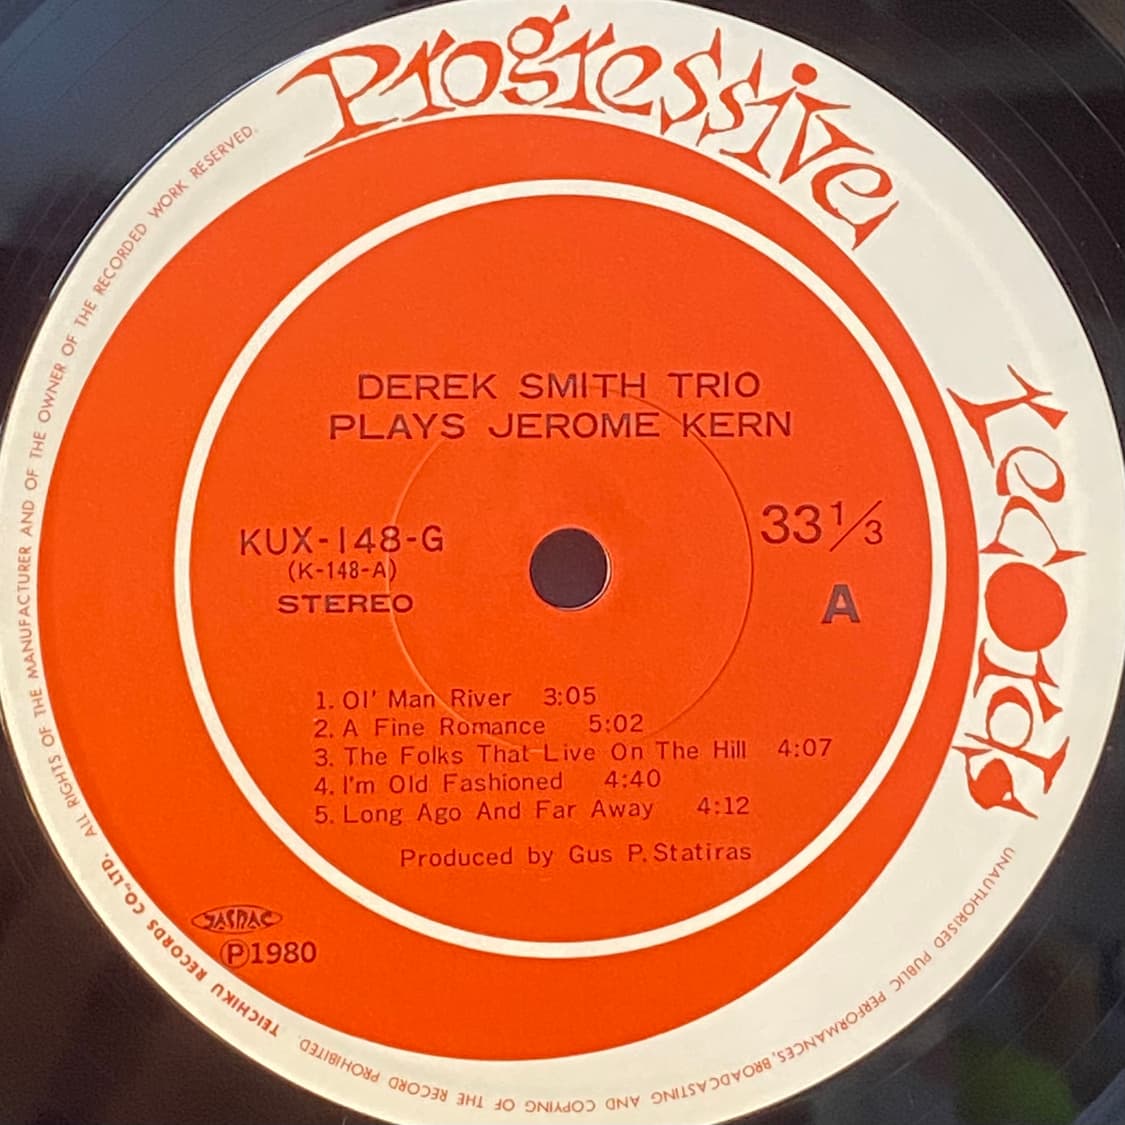 Progressive records
DEREK SMITH TRIO
PLAYS JEROME KERN
KUX-148-G
(K-148-A)
STEREO
33 1/3
A
1. Ol' Man River 3:05
2. A Fine Romance 5:02
3. The Folks That Live On The Hill 4:07
4. I'm Old Fashioned 4:40
5. Long Ago And Far Away 4:12
Produced by Gus P. Statiras
JASRAC
Ⓟ1980
TEICHIKU RECORDS CO., LTD. ALL RIGHTS OF THE MANUFACTURER AND OF THE OWNER OF THE RECORDED WORK RESERVED.
UNAUTHORISED PUBLIC PERFORMANCES, BROADCASTING AND COPYING OF THE RECORD PROHIBITED.